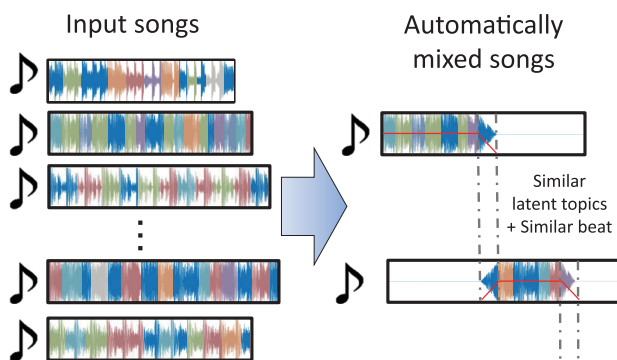 Input songs
Automatically
mixed songs
Similar
latent topics
+ Similar beat